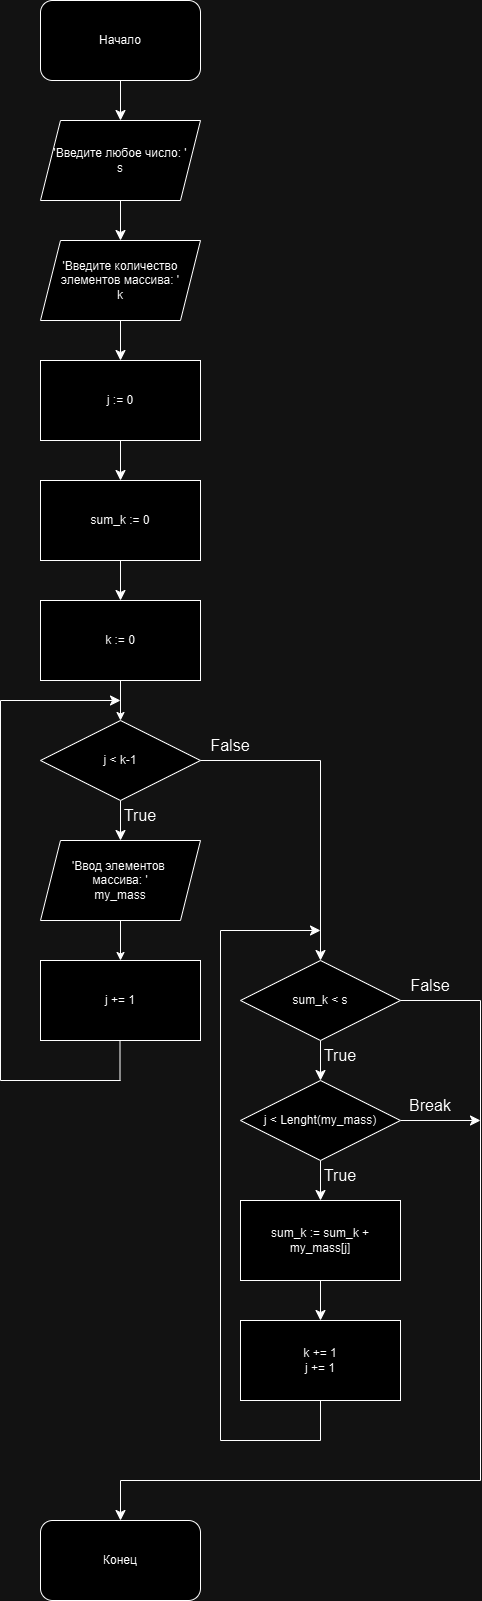 Начало
'Введите любое число: '
s
'Введите количество
элементов массива: '
k
j := 0
sum_k := 0
k := 0
j < k-1
False
True
'Ввод элементов
массива: '
my_mass
j += 1
sum_k < s
False
True
j < Lenght(my_mass)
Break
True
sum_k := sum_k +
my_mass[j]
k += 1
j += 1
Конец